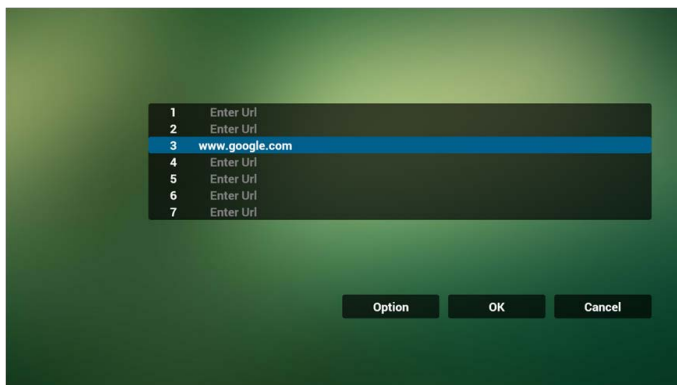 1 Enter Url
2 Enter Url
3 www.google.com
4 Enter Url
5 Enter Url
6 Enter Url
7 Enter Url
Option OK Cancel